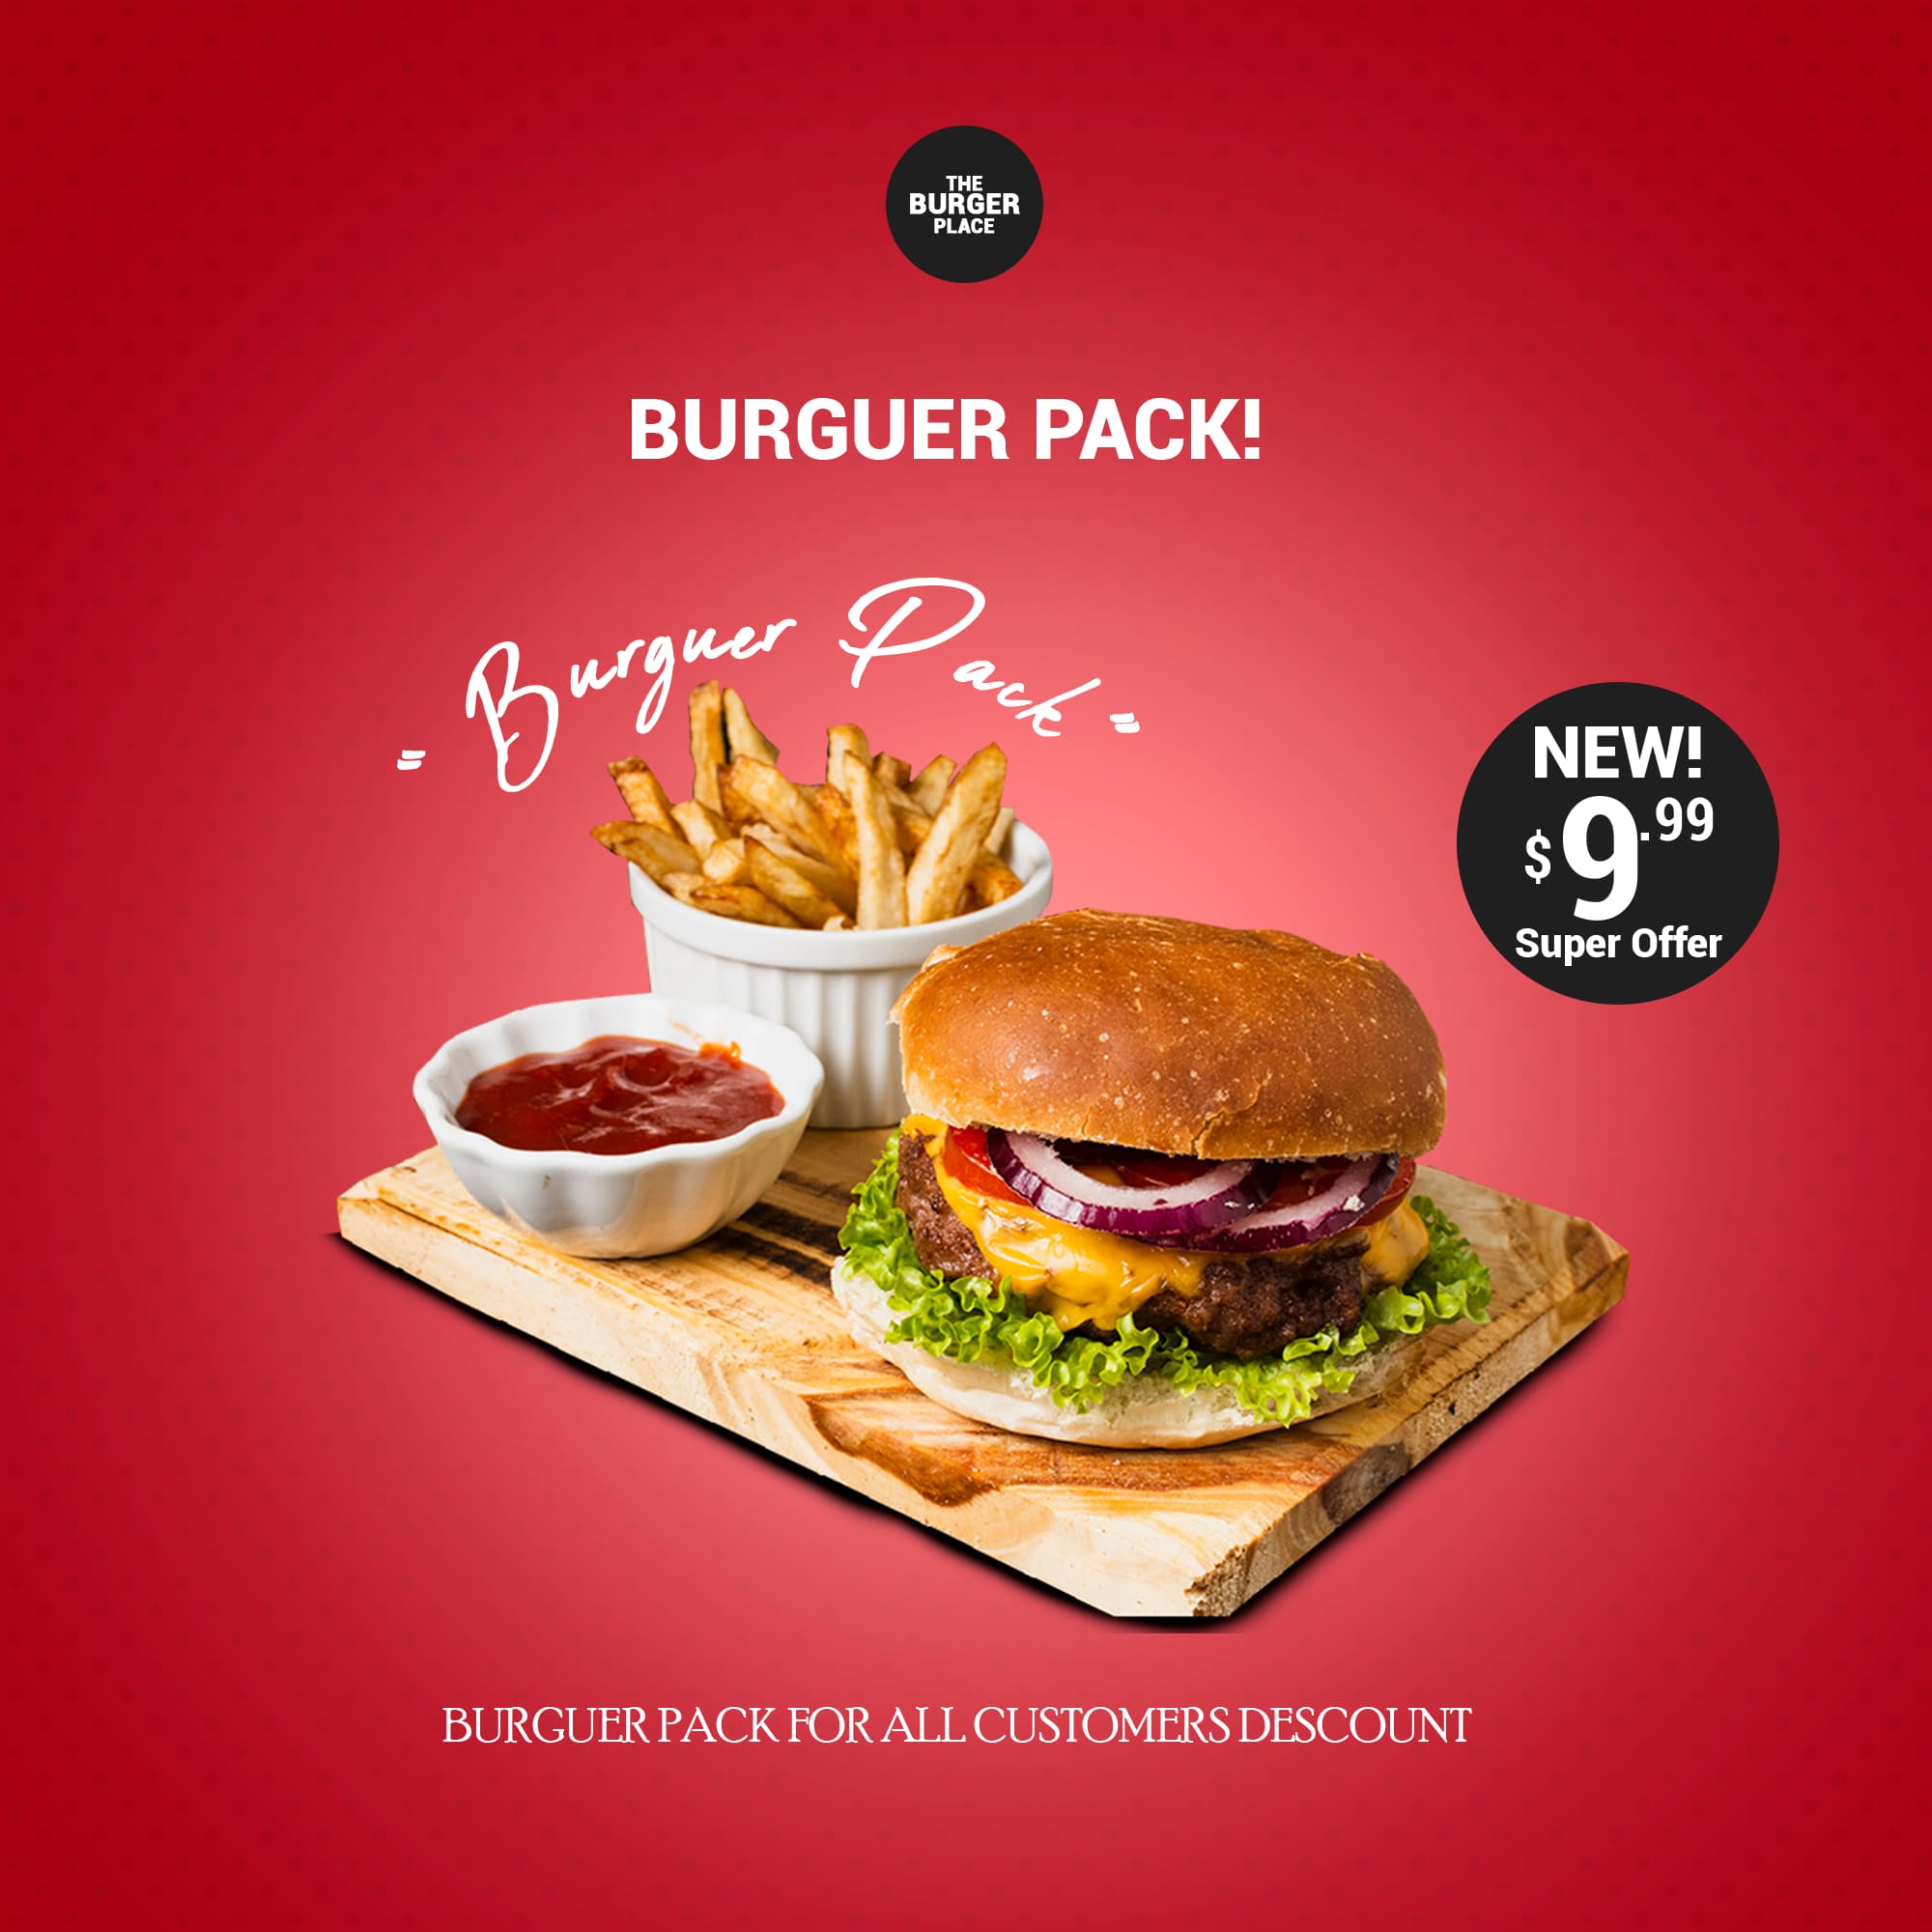 THE
BURGER
PLACE
BURGUER PACK!
" Burguer Pack "
NEW!
$9.99
Super Offer
BURGUER PACK FOR ALL CUSTOMERS DESCOUNT